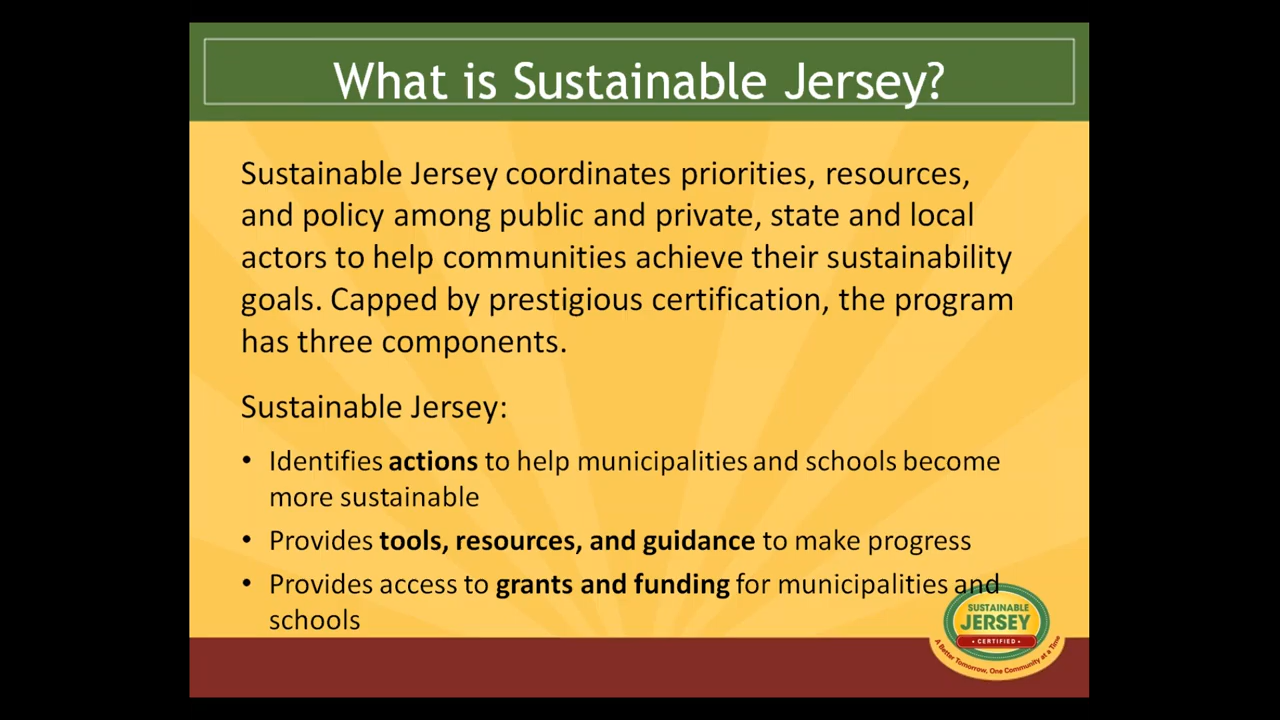 What is Sustainable Jersey?
Sustainable Jersey coordinates priorities, resources,
and policy among public and private, state and local
actors to help communities achieve their sustainability
goals. Capped by prestigious certification, the program
has three components.
Sustainable Jersey:
• Identifies actions to help municipalities and schools become
more sustainable
• Provides tools, resources, and guidance to make progress
• Provides access to grants and funding for municipalities and
schools
SUSTAINABLE
JERSEY
• CERTIFIED •
A Better Tomorrow, One Community at a Time